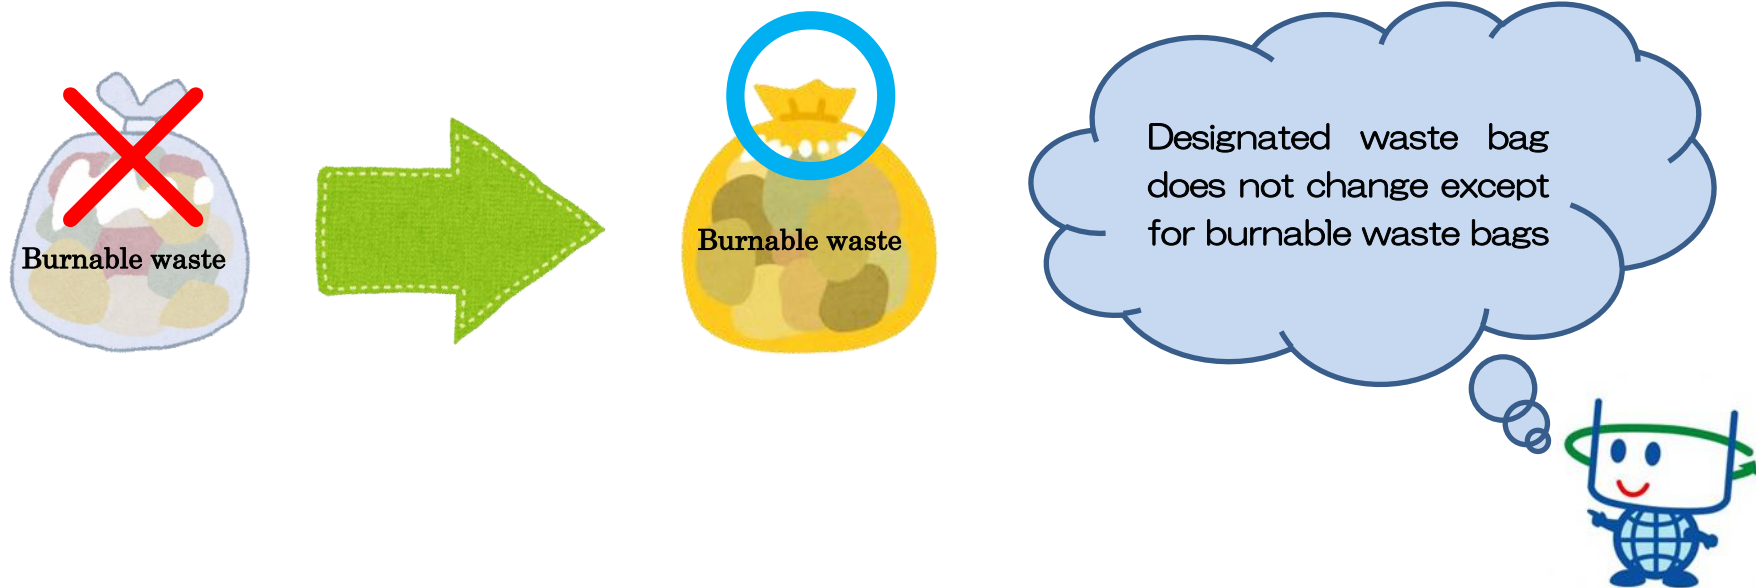 Burnable waste
Burnable waste
Designated waste bag
does not change except
for burnable waste bags